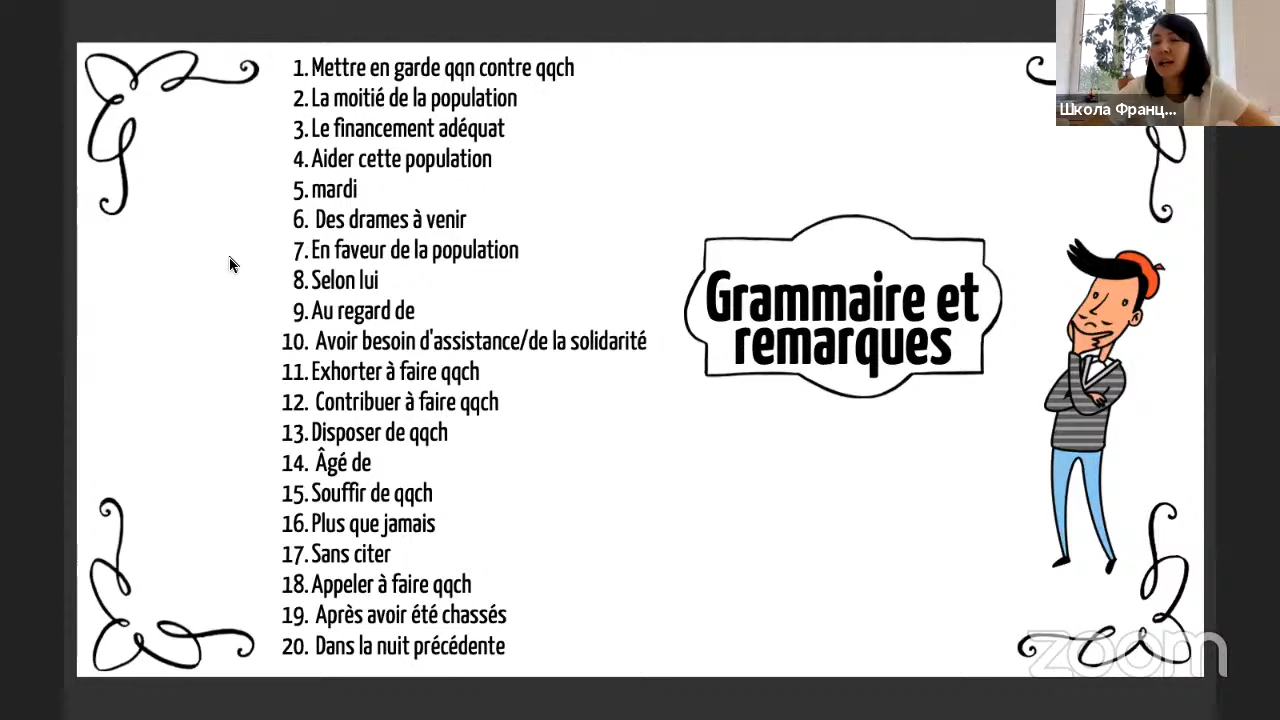 1. Mettre en garde qqn contre qqch
2. La moitié de la population
3. Le financement adéquat
4. Aider cette population
5. mardi
6. Des drames à venir
7. En faveur de la population
8. Selon lui
9. Au regard de
10. Avoir besoin d'assistance/de la solidarité
11. Exhorter à faire qqch
12. Contribuer à faire qqch
13. Disposer de qqch
14. Âgé de
15. Souffir de qqch
16. Plus que jamais
17. Sans citer
18. Appeler à faire qqch
19. Après avoir été chassés
20. Dans la nuit précédente
Grammaire et
remarques
Школа Франц...
zoom